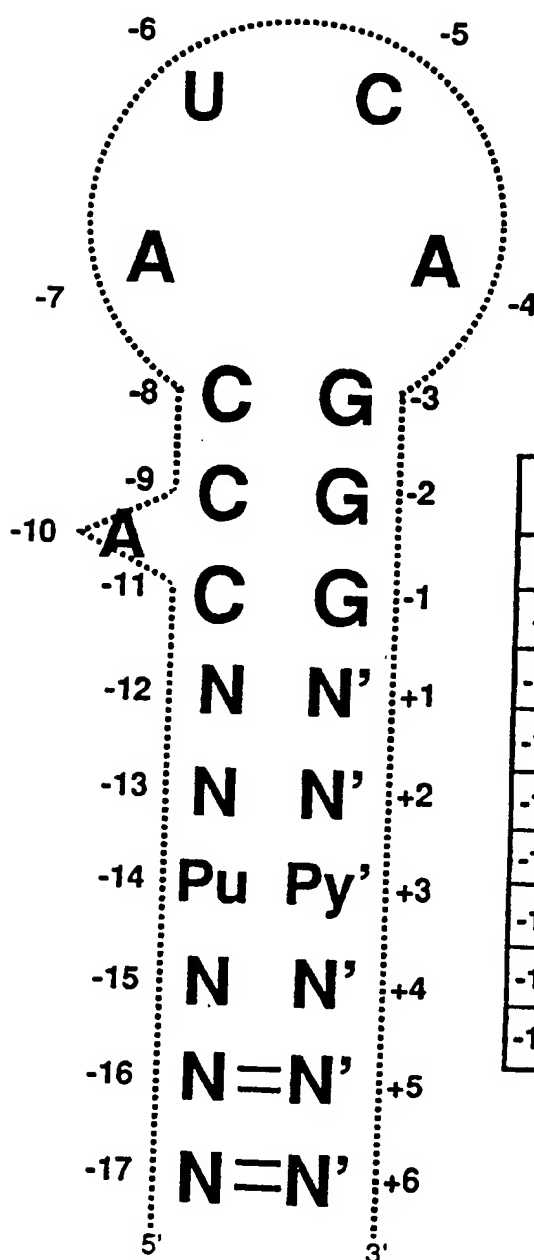 -6 -5
U C
A A
-7 -4
-8 C G -3
-9 C G -2
-10 A
-11 C G -1
-12 N N' +1
-13 N N' +2
-14 Pu Py' +3
-15 N N' +4
-16 N=N' +5
-17 N=N' +6
5' 3'